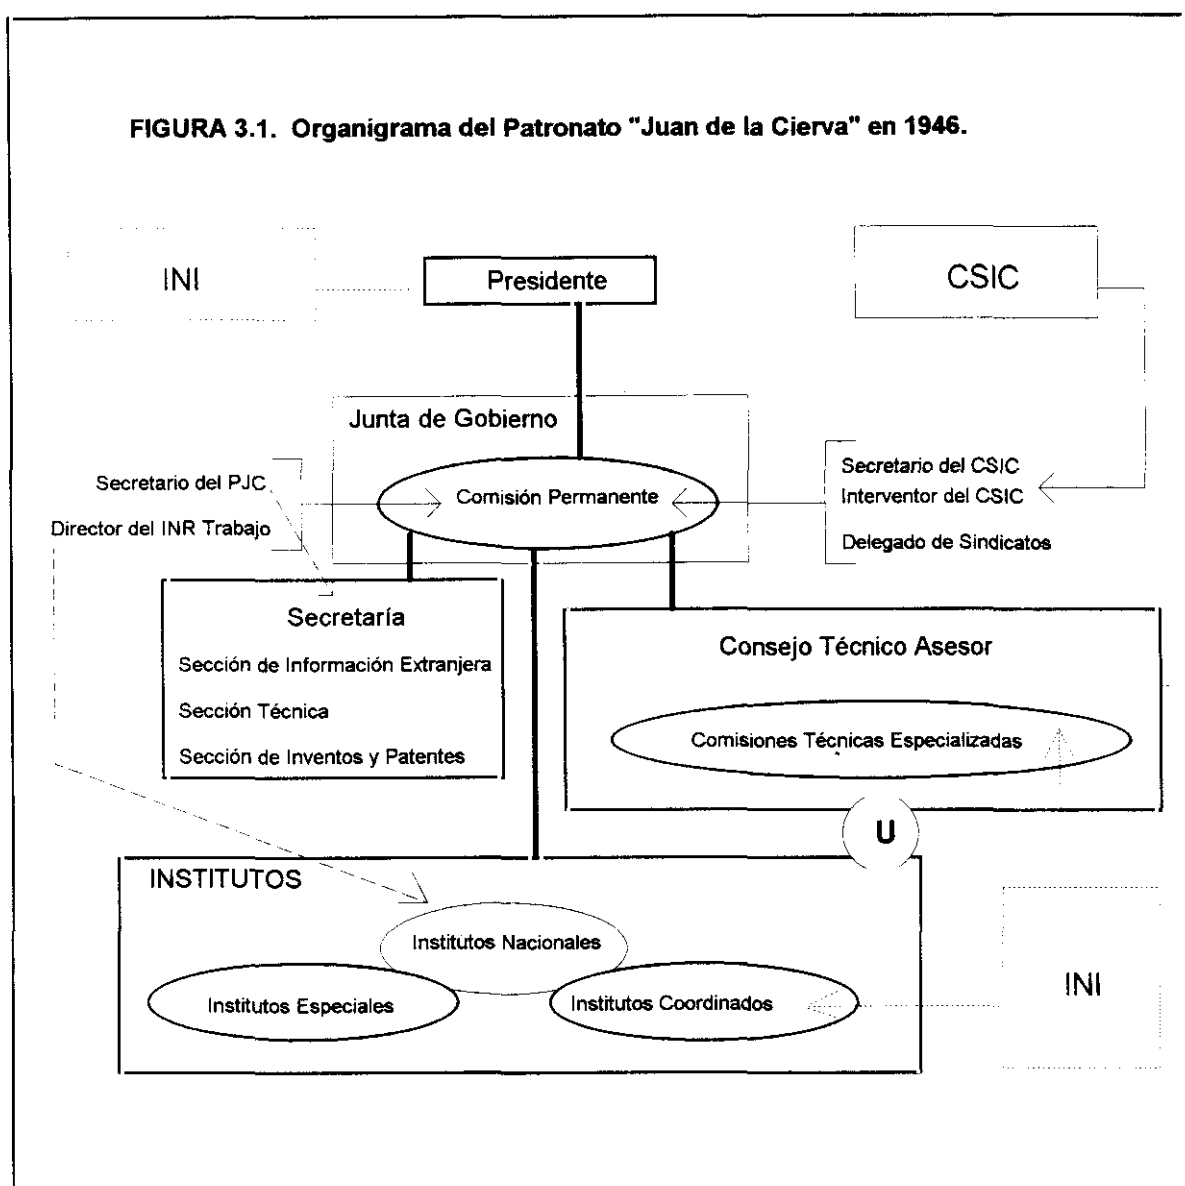 FIGURA 3.1. Organigrama del Patronato "Juan de la Cierva" en 1946.
INI
Presidente
CSIC
Junta de Gobierno
Secretario del PJC
Director del INR Trabajo
Comisión Permanente
Secretario del CSIC
Interventor del CSIC
Delegado de Sindicatos
Secretaría
Sección de Información Extranjera
Sección Técnica
Sección de Inventos y Patentes
Consejo Técnico Asesor
Comisiones Técnicas Especializadas
U
INSTITUTOS
Institutos Nacionales
Institutos Especiales
Institutos Coordinados
INI